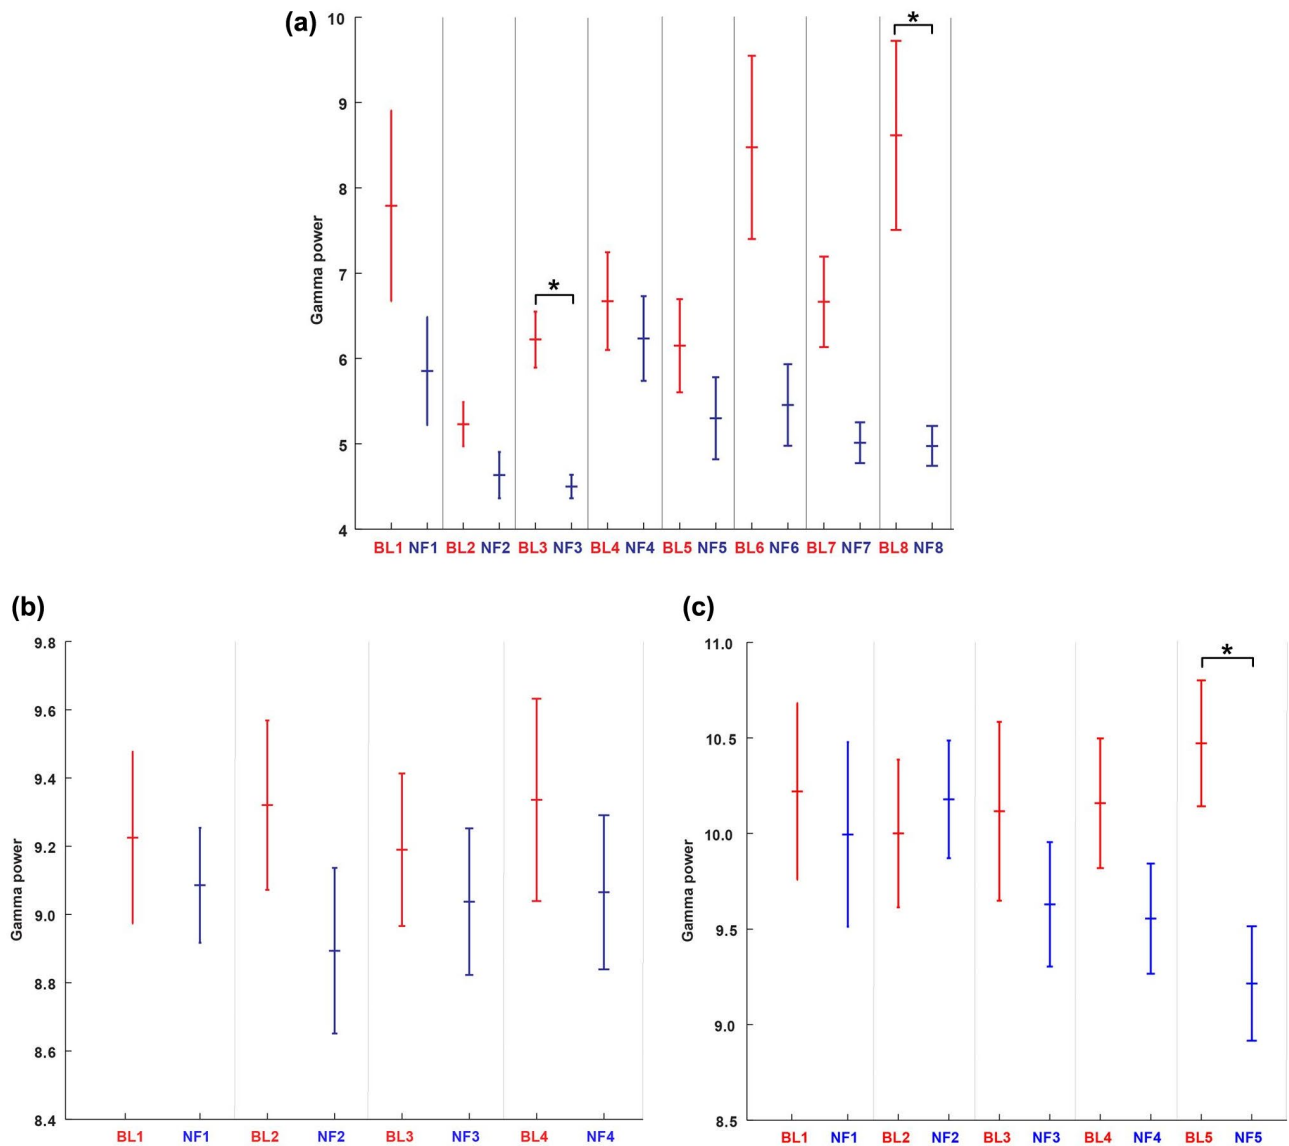 (a)
Gamma power
10
9
8
7
6
5
4
*
*
BL1 NF1 BL2 NF2 BL3 NF3 BL4 NF4 BL5 NF5 BL6 NF6 BL7 NF7 BL8 NF8
(b)
Gamma power
9.8
9.6
9.4
9.2
9.0
8.8
8.6
8.4
BL1 NF1 BL2 NF2 BL3 NF3 BL4 NF4
(c)
Gamma power
11.0
10.5
10.0
9.5
9.0
8.5
*
BL1 NF1 BL2 NF2 BL3 NF3 BL4 NF4 BL5 NF5